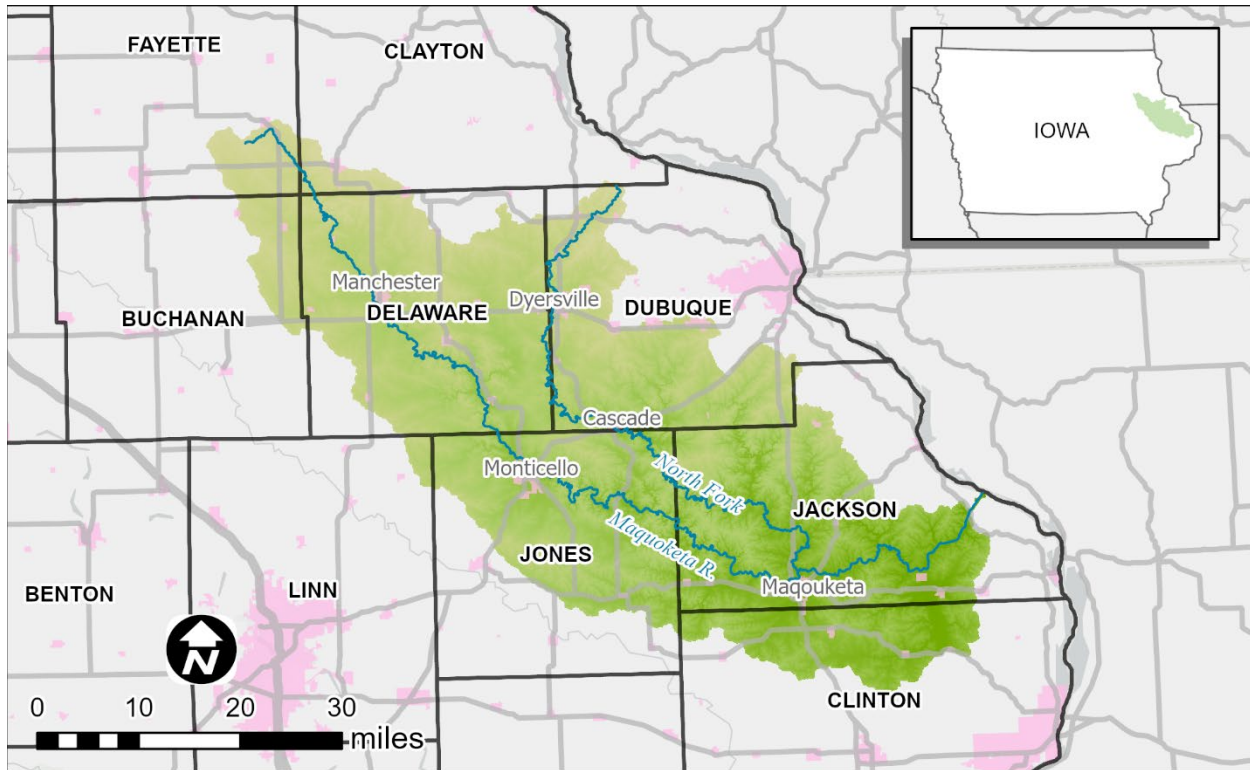 FAYETTE
CLAYTON
IOWA
Manchester
Dyersville
BUCHANAN
DELAWARE
DUBUQUE
Cascade
Monticello
North Fork
JACKSON
Maquoketa R.
JONES
Maqouketa
BENTON
LINN
N
CLINTON
0 10 20 30
miles